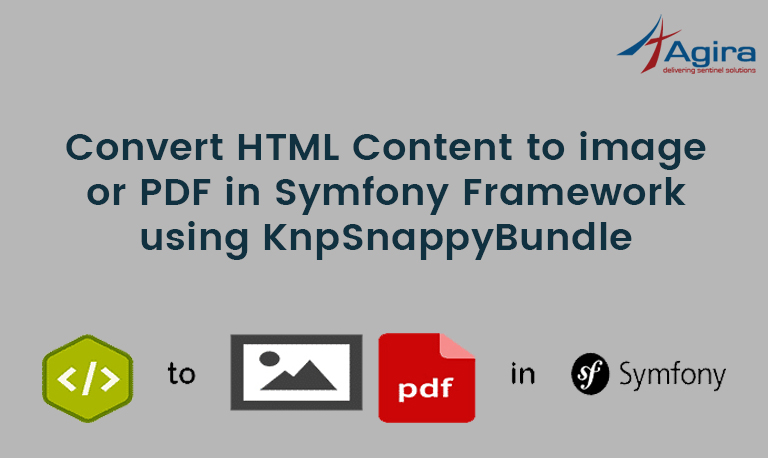 Agira
delivering sentinel solutions
Convert HTML Content to image
or PDF in Symfony Framework
using KnpSnappyBundle
</> to pdf in sf Symfony